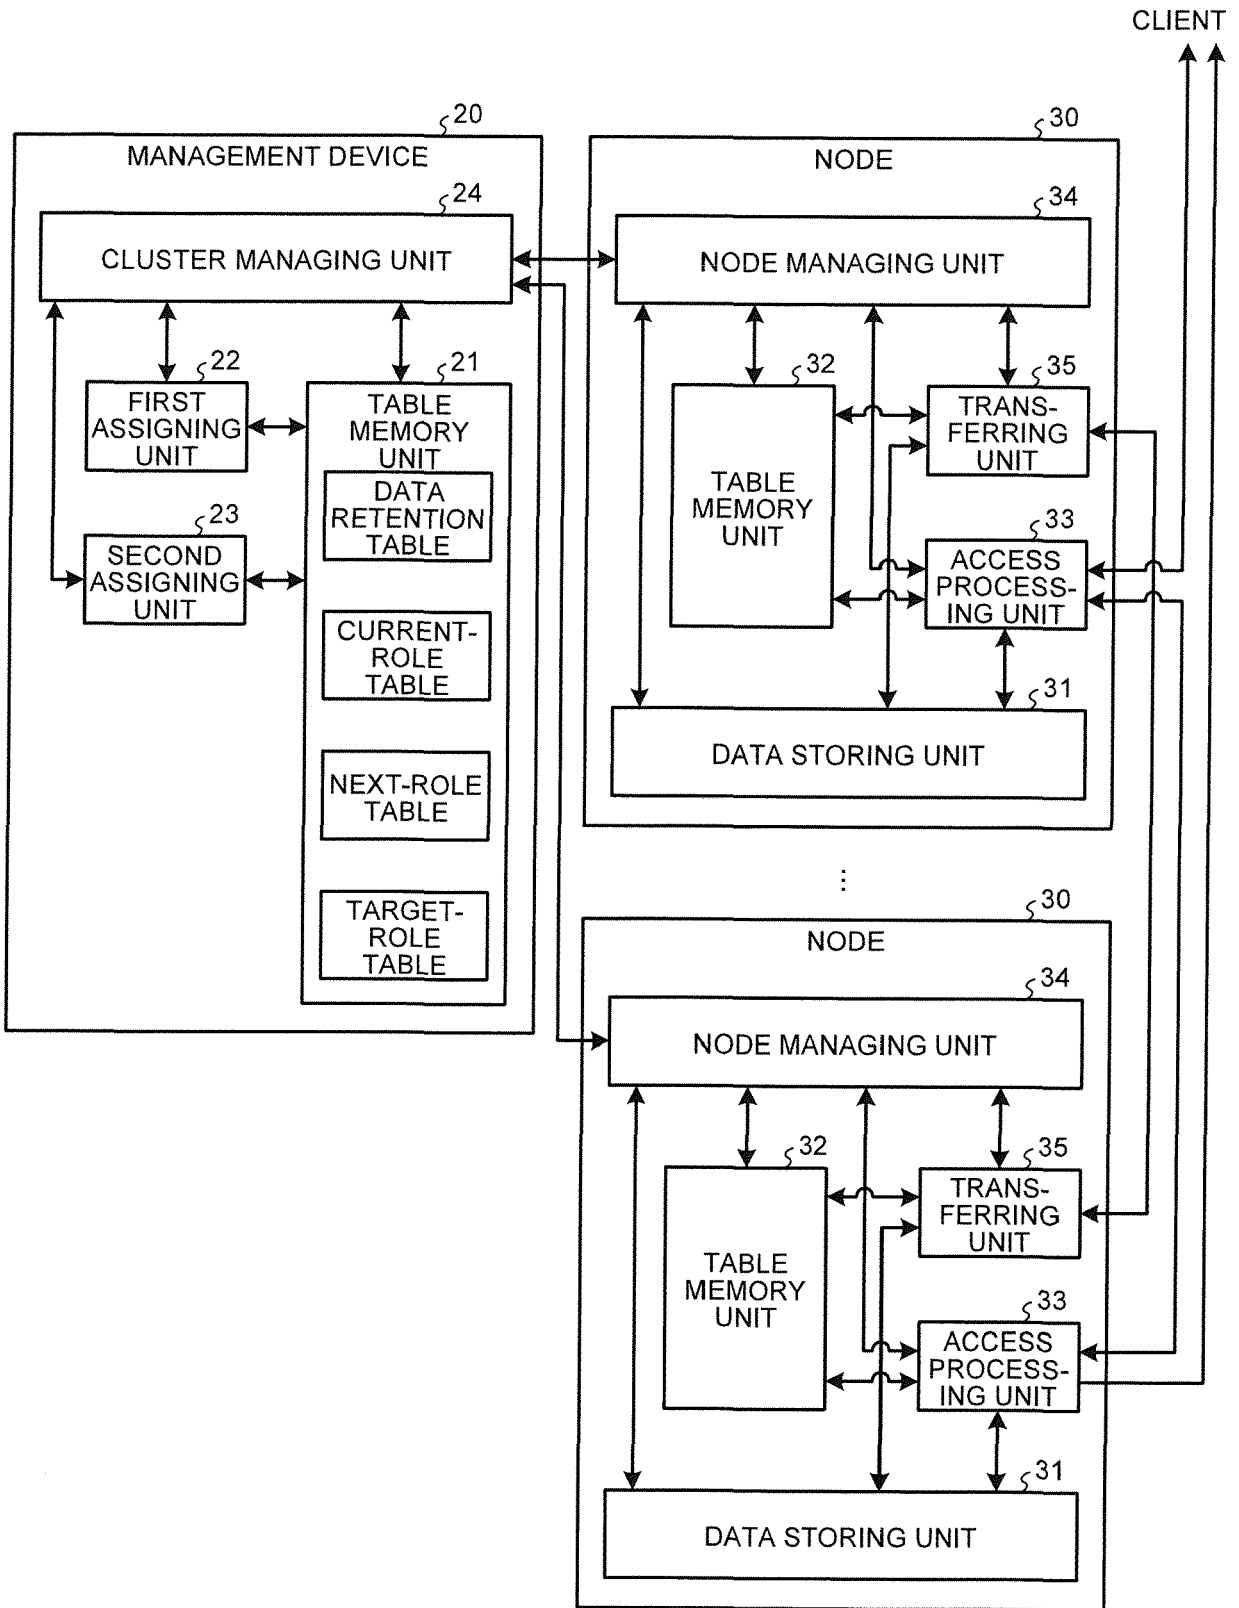 CLIENT
20
MANAGEMENT DEVICE
24
CLUSTER MANAGING UNIT
22
FIRST
ASSIGNING
UNIT
23
SECOND
ASSIGNING
UNIT
21
TABLE
MEMORY
UNIT
DATA
RETENTION
TABLE
CURRENT-
ROLE
TABLE
NEXT-ROLE
TABLE
TARGET-
ROLE
TABLE
30
NODE
34
NODE MANAGING UNIT
32
TABLE
MEMORY
UNIT
35
TRANS-
FERRING
UNIT
33
ACCESS
PROCESS-
ING UNIT
31
DATA STORING UNIT
...
30
NODE
34
NODE MANAGING UNIT
32
TABLE
MEMORY
UNIT
35
TRANS-
FERRING
UNIT
33
ACCESS
PROCESS-
ING UNIT
31
DATA STORING UNIT